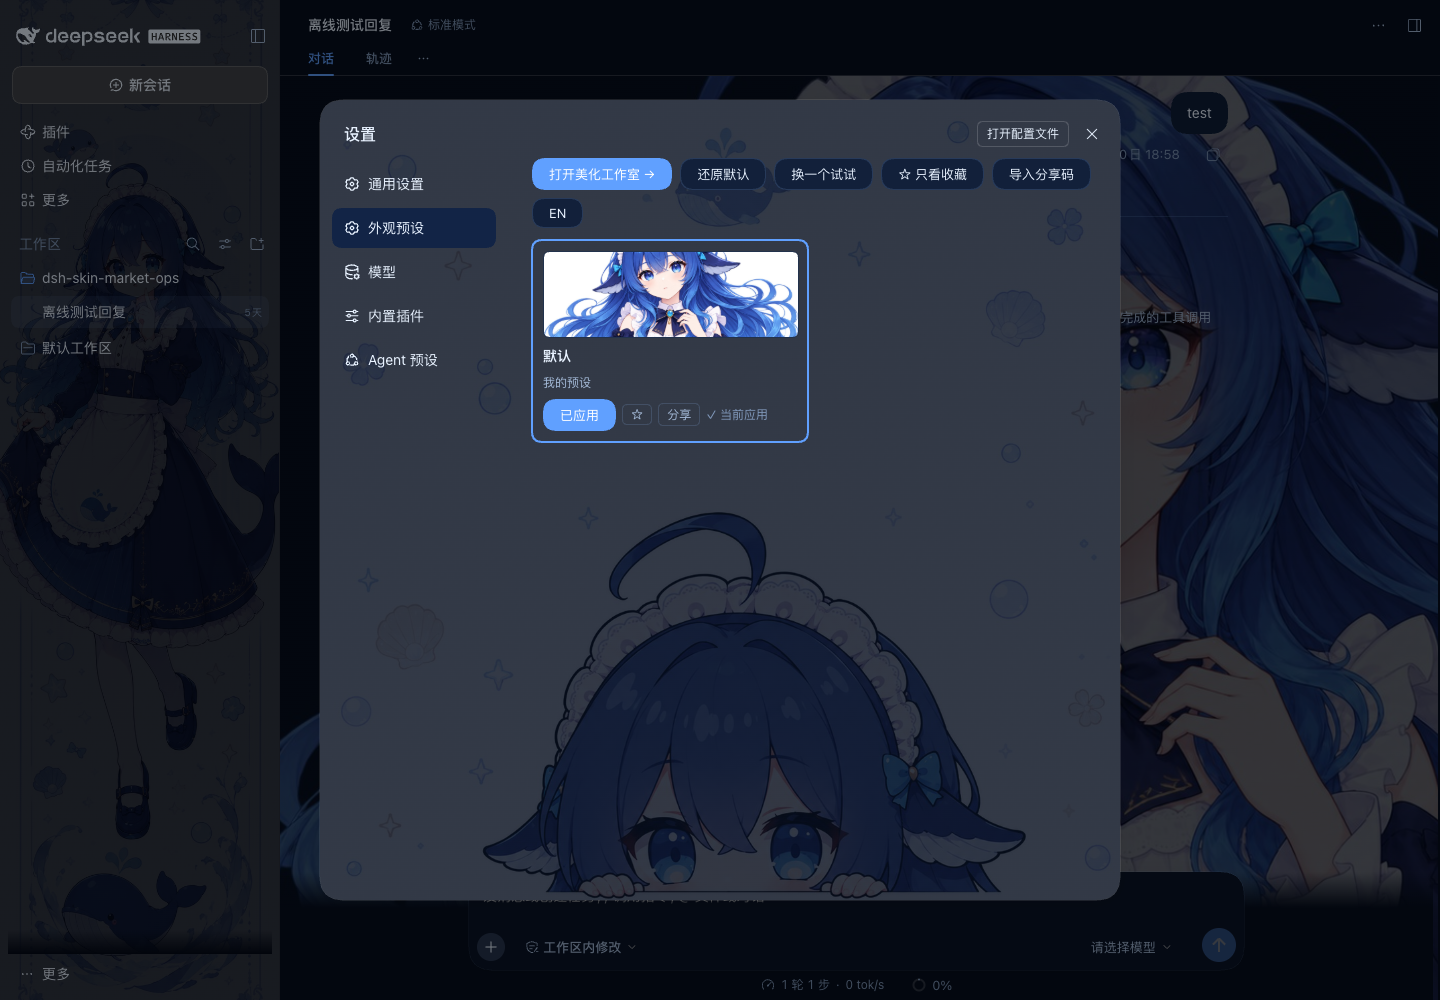 deepseek HARNESS
新会话
插件
自动化任务
更多
工作区
dsh-skin-market-ops
离线测试回复
5天
默认工作区
更多
离线测试回复
标准模式
对话
轨迹
test
日 18:58
完成的工具调用
设置
打开配置文件
通用设置
外观预设
模型
内置插件
Agent 预设
打开美化工作室 →
还原默认
换一个试试
☆ 只看收藏
导入分享码
EN
默认
我的预设
已应用
☆
分享
✓ 当前应用
工作区内修改
请选择模型
1 轮 1 步 · 0 tok/s
0%